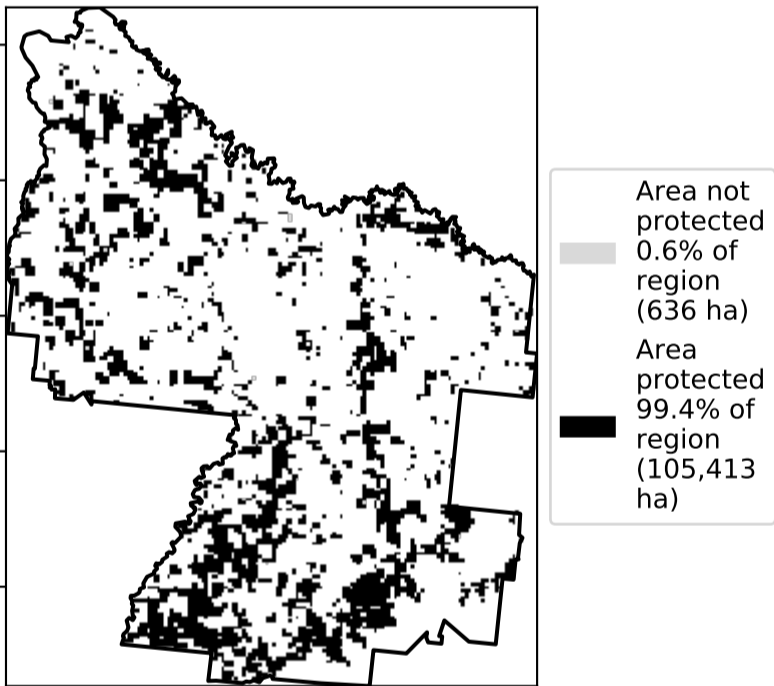 Area not
protected
0.6% of
region
(636 ha)
Area
protected
99.4% of
region
(105,413
ha)